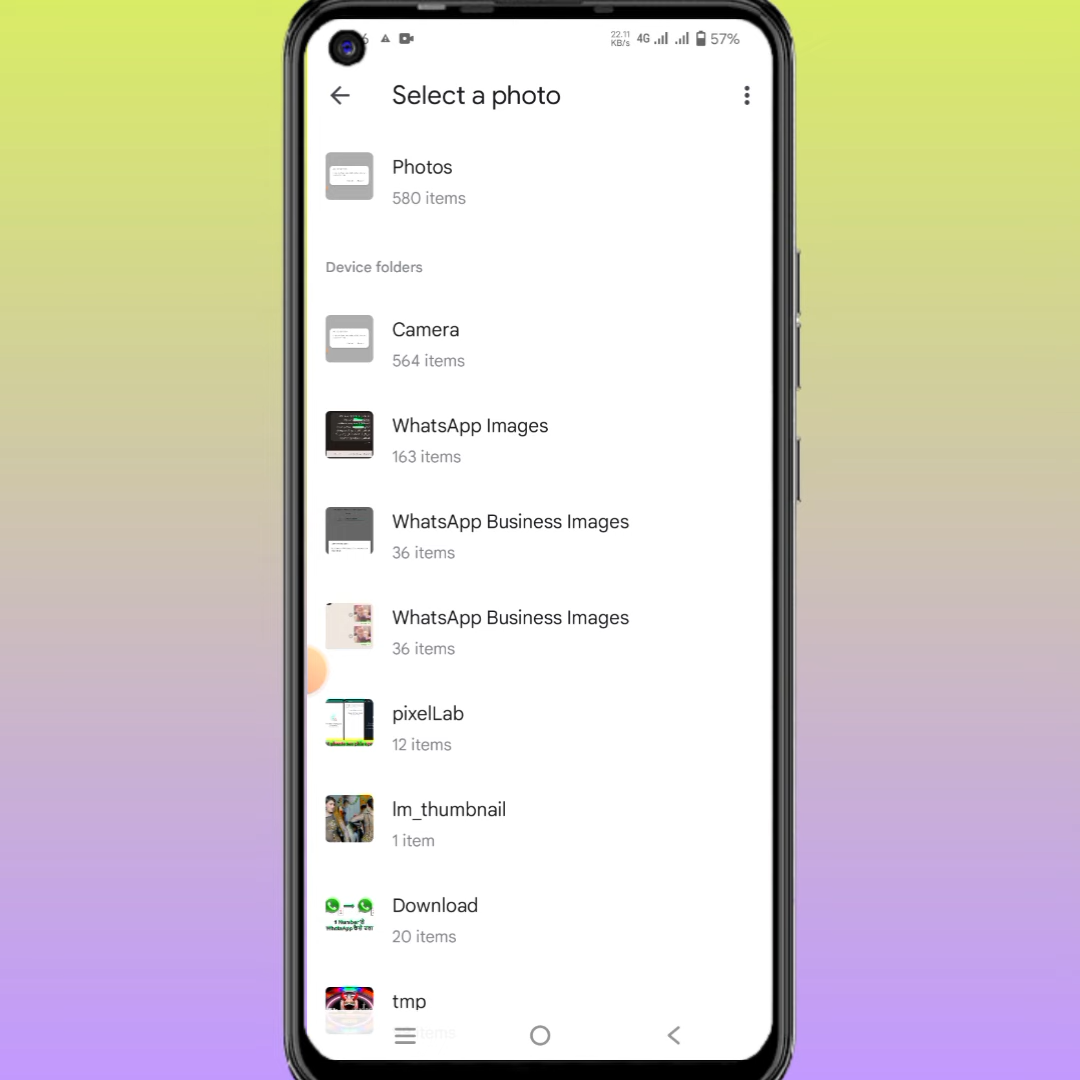 22.11
KB/s
4G
57%
Select a photo
Photos
580 items
Device folders
Camera
564 items
WhatsApp Images
163 items
WhatsApp Business Images
36 items
WhatsApp Business Images
36 items
pixelLab
12 items
lm_thumbnail
1 item
Download
20 items
tmp
items